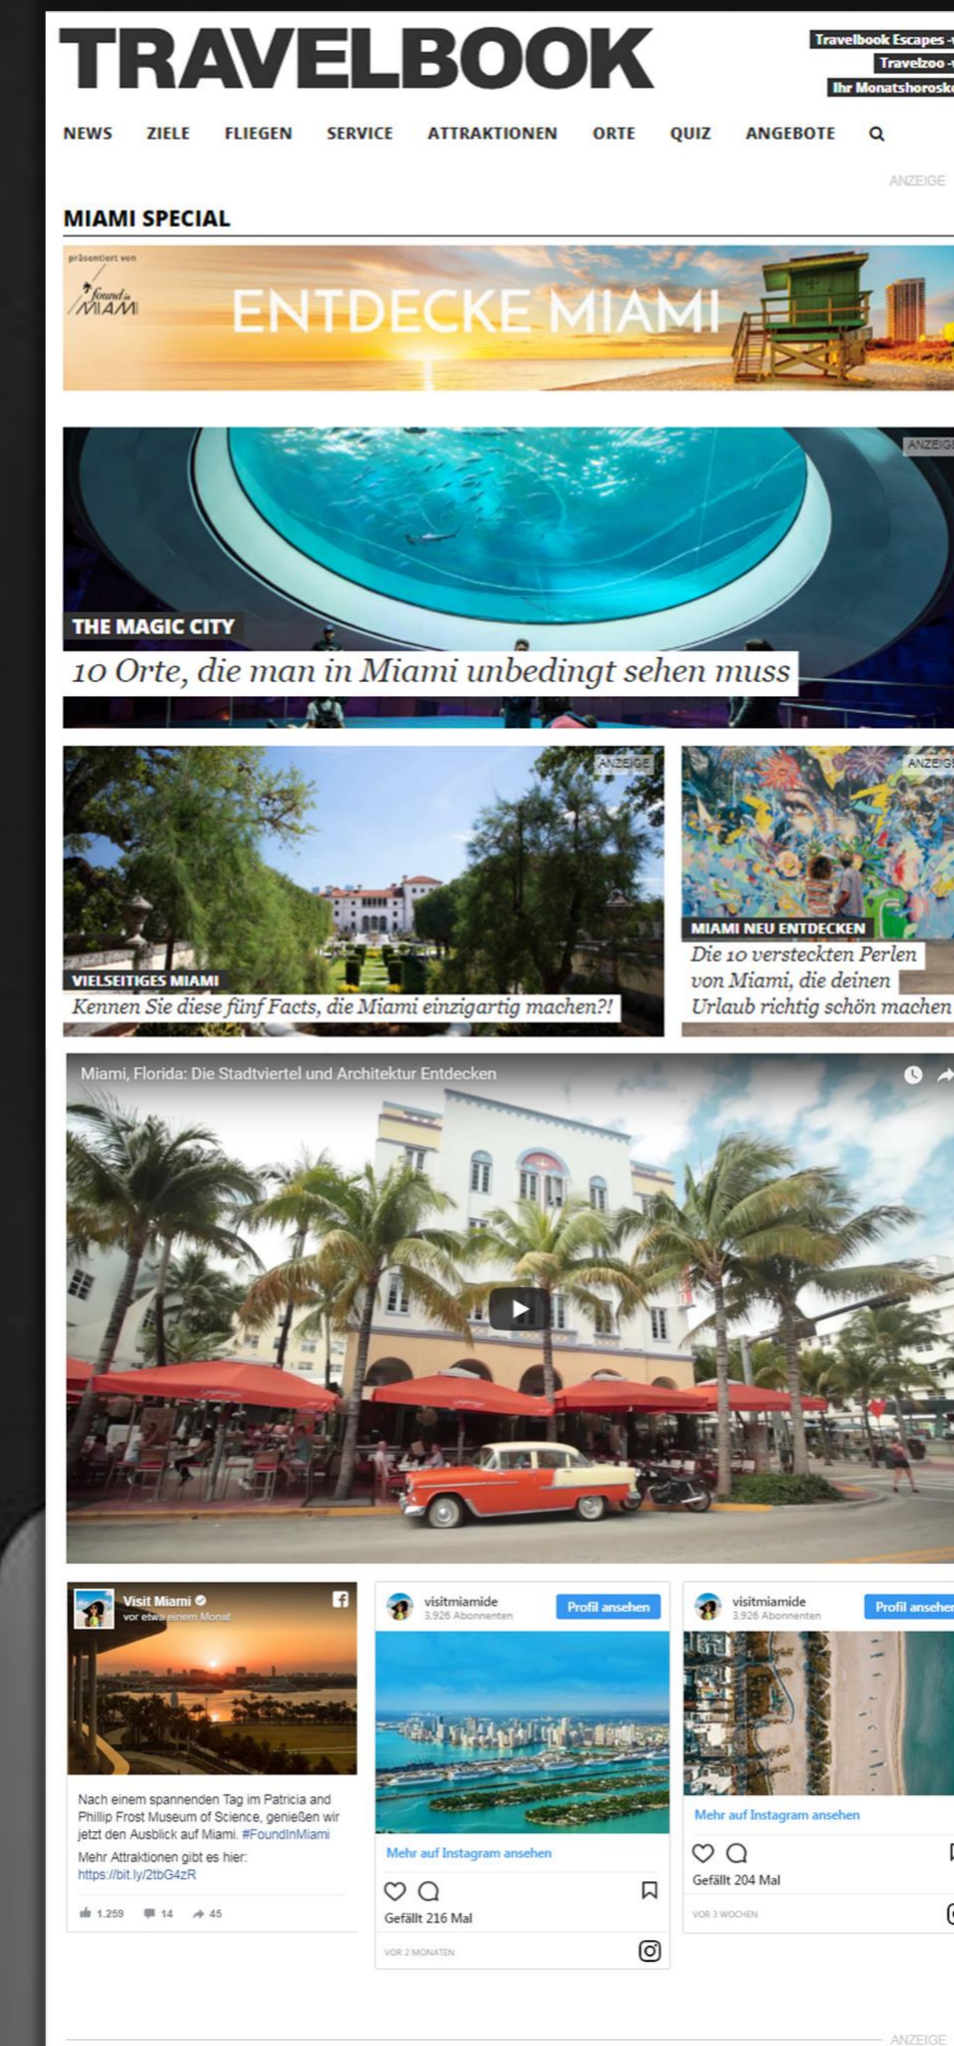 TRAVELBOOK
Travelbook Escapes
Travelzoo
Ihr
NEWS ZIELE FLIEGEN SERVICE ATTRAKTIONEN ORTE QUIZ ANGEBOTE
ANZEIGE
MIAMI SPECIAL
präsentiert von
found in
MIAMI
ENTDECKE MIAMI
ANZEIGE
THE MAGIC CITY
10 Orte, die man in Miami unbedingt sehen muss
ANZEIGE
VIELSEITIGES MIAMI
Kennen Sie diese fünf Facts, die Miami einzigartig machen?!
ANZEIGE
MIAMI NEU ENTDECKEN
Die 10 versteckten Perlen
von Miami, die deinen
Urlaub richtig schön machen
Miami, Florida: Die Stadtviertel und Architektur Entdecken
Visit Miami
vor etwa einem Monat
Nach einem spannenden Tag im Patricia and
Phillip Frost Museum of Science, genießen wir
jetzt den Ausblick auf Miami. #FoundInMiami
Mehr Attraktionen gibt es hier:
https://bit.ly/2tbG4zR
1.259 14 45
visitmiamide
3,926 Abonnenten
Profil ansehen
Mehr auf Instagram ansehen
Gefällt 216 Mal
VOR 2 MONATEN
visitmiamide
3,926 Abonnenten
Profil ansehen
Mehr auf Instagram ansehen
Gefällt 204 Mal
VOR 3 WOCHEN
ANZEIGE